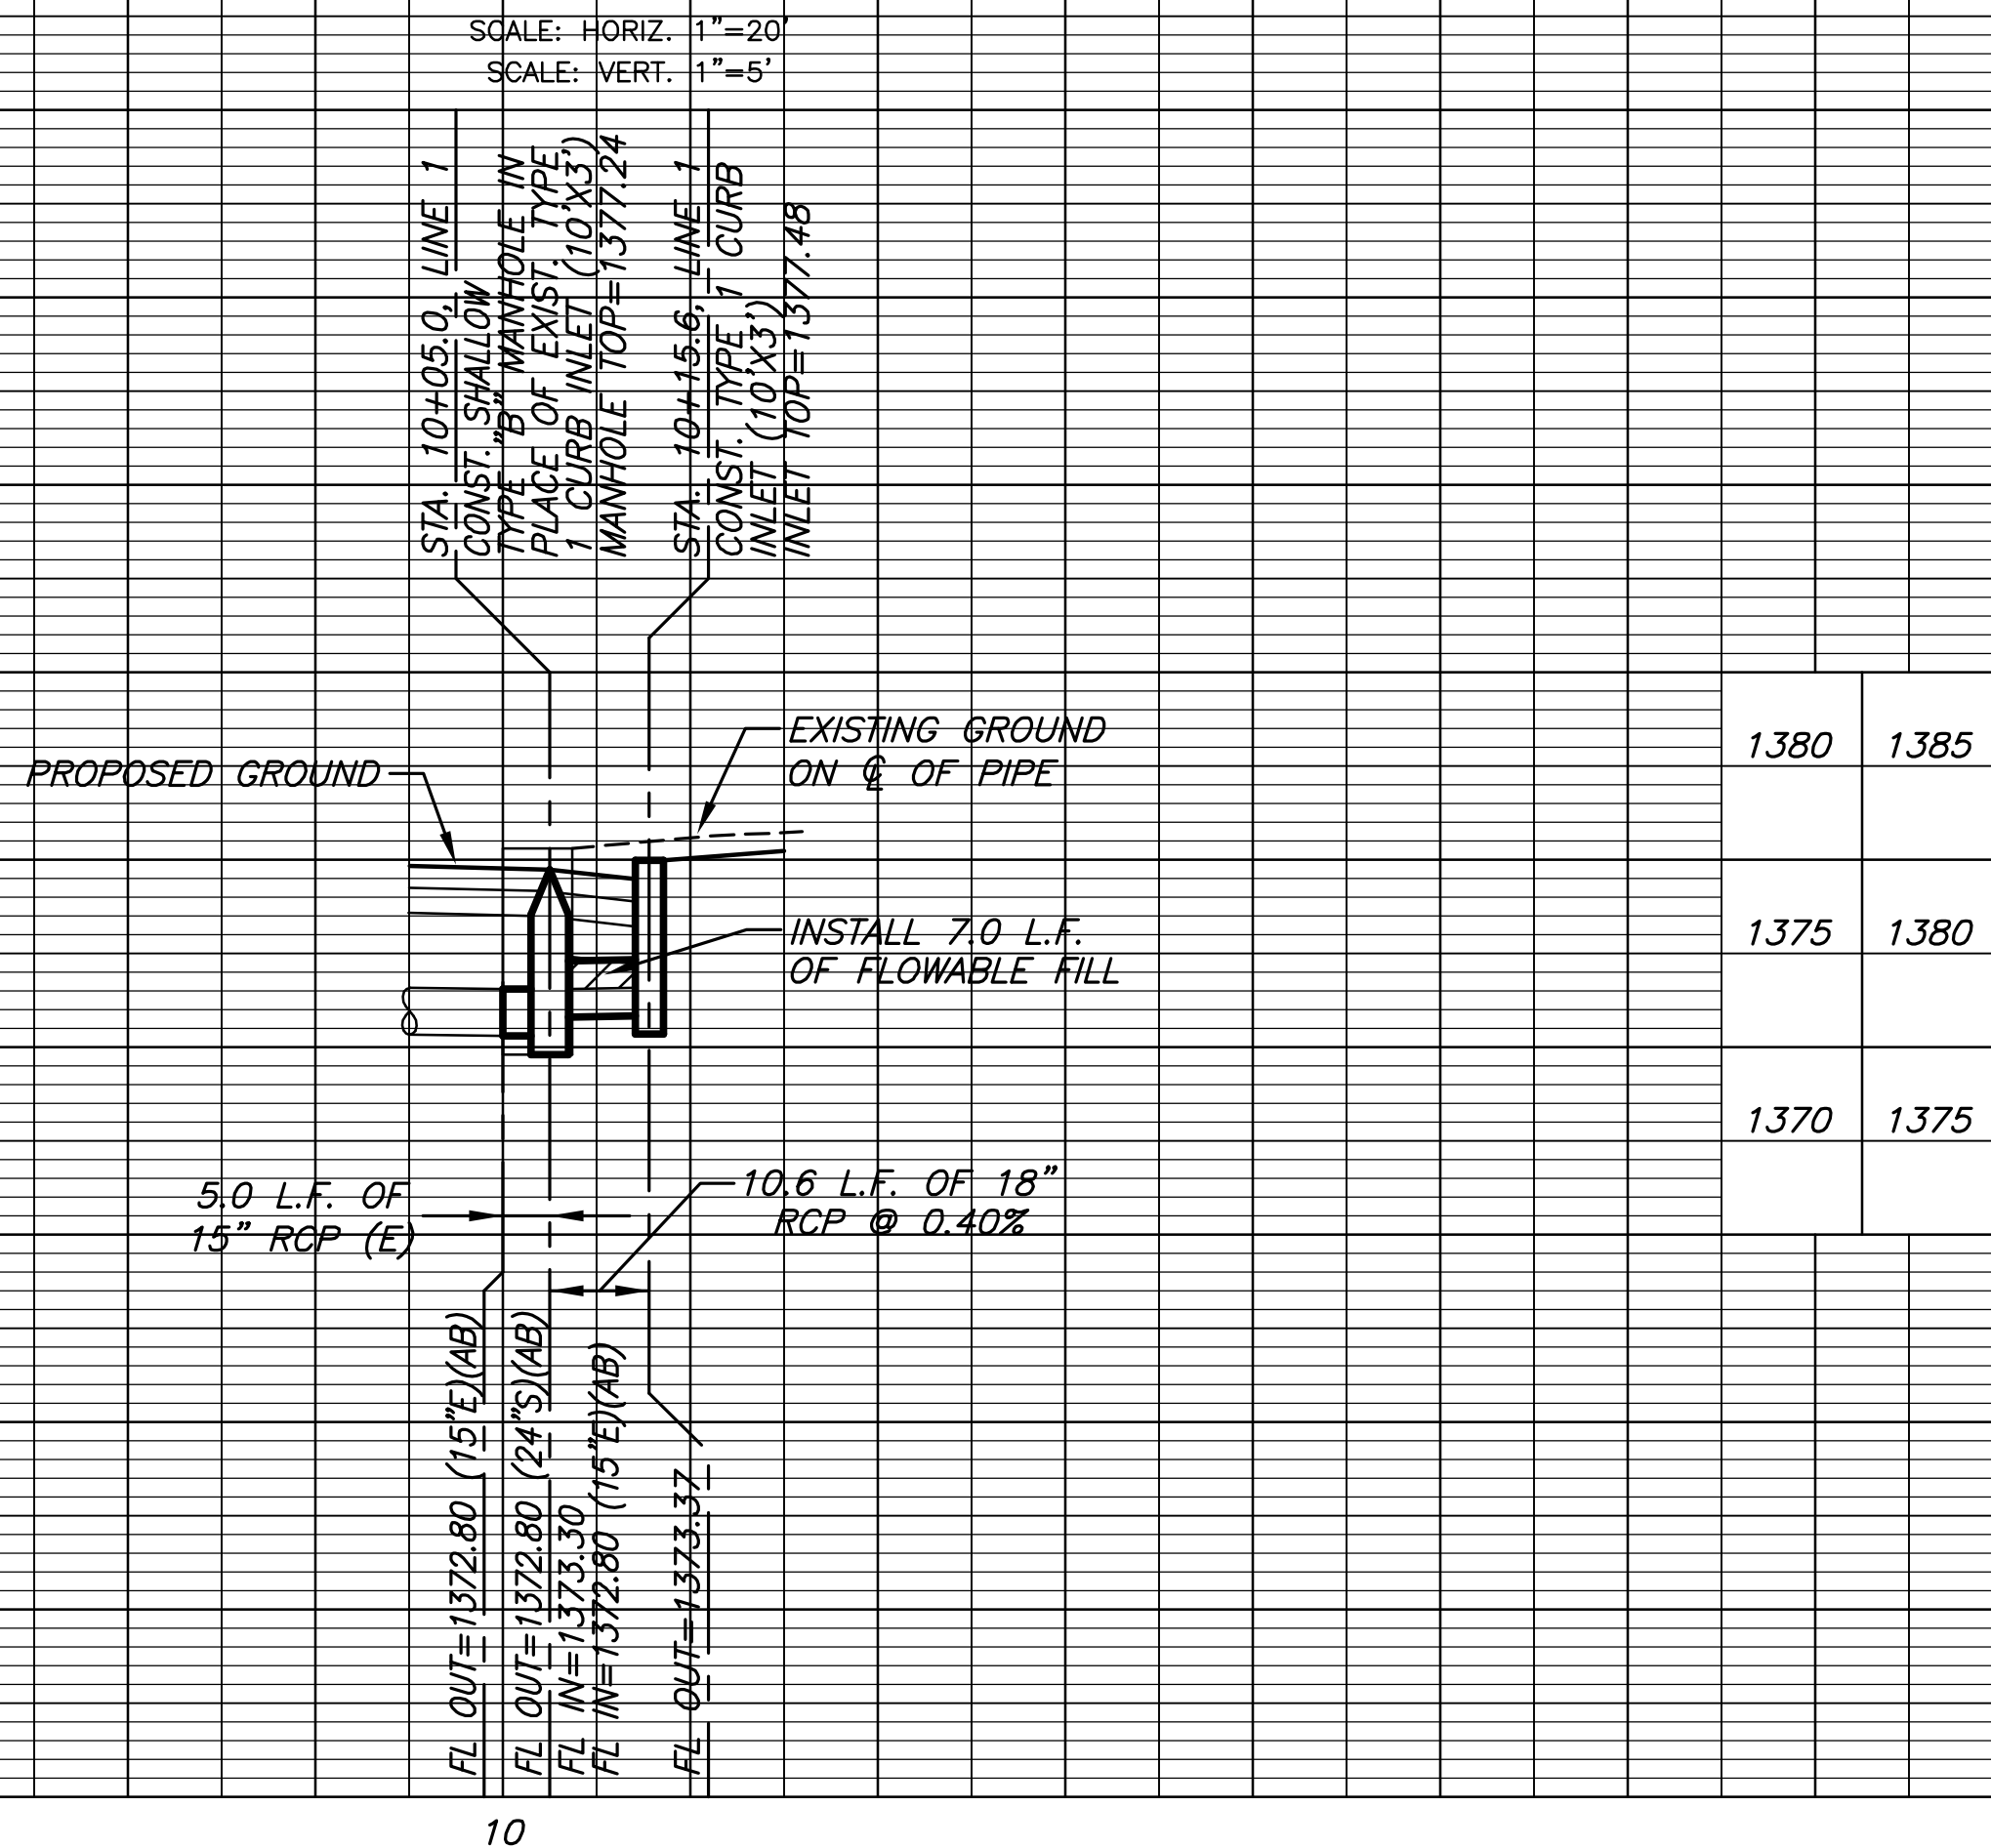 SCALE: HORIZ. 1"=20'
SCALE: VERT. 1"=5'
STA. 10+05.0, LINE 1
CONST. SHALLOW
TYPE "B" MANHOLE IN
PLACE OF EXIST. TYPE
1 CURB INLET (10'X3')
MANHOLE TOP=1377.24
STA. 10+15.6, LINE 1
CONST. TYPE 1 CURB
INLET (10'X3')
INLET TOP=1377.48
EXISTING GROUND
ON ℄ OF PIPE
PROPOSED GROUND
1380 1385
INSTALL 7.0 L.F.
OF FLOWABLE FILL
1375 1380
1370 1375
5.0 L.F. OF
15" RCP (E)
10.6 L.F. OF 18"
RCP @ 0.40%
FL OUT=1372.80 (15"E)(AB)
FL OUT=1372.80 (24"S)(AB)
FL IN=1373.30
FL IN=1372.80 (15"E)(AB)
FL OUT=1373.37
10